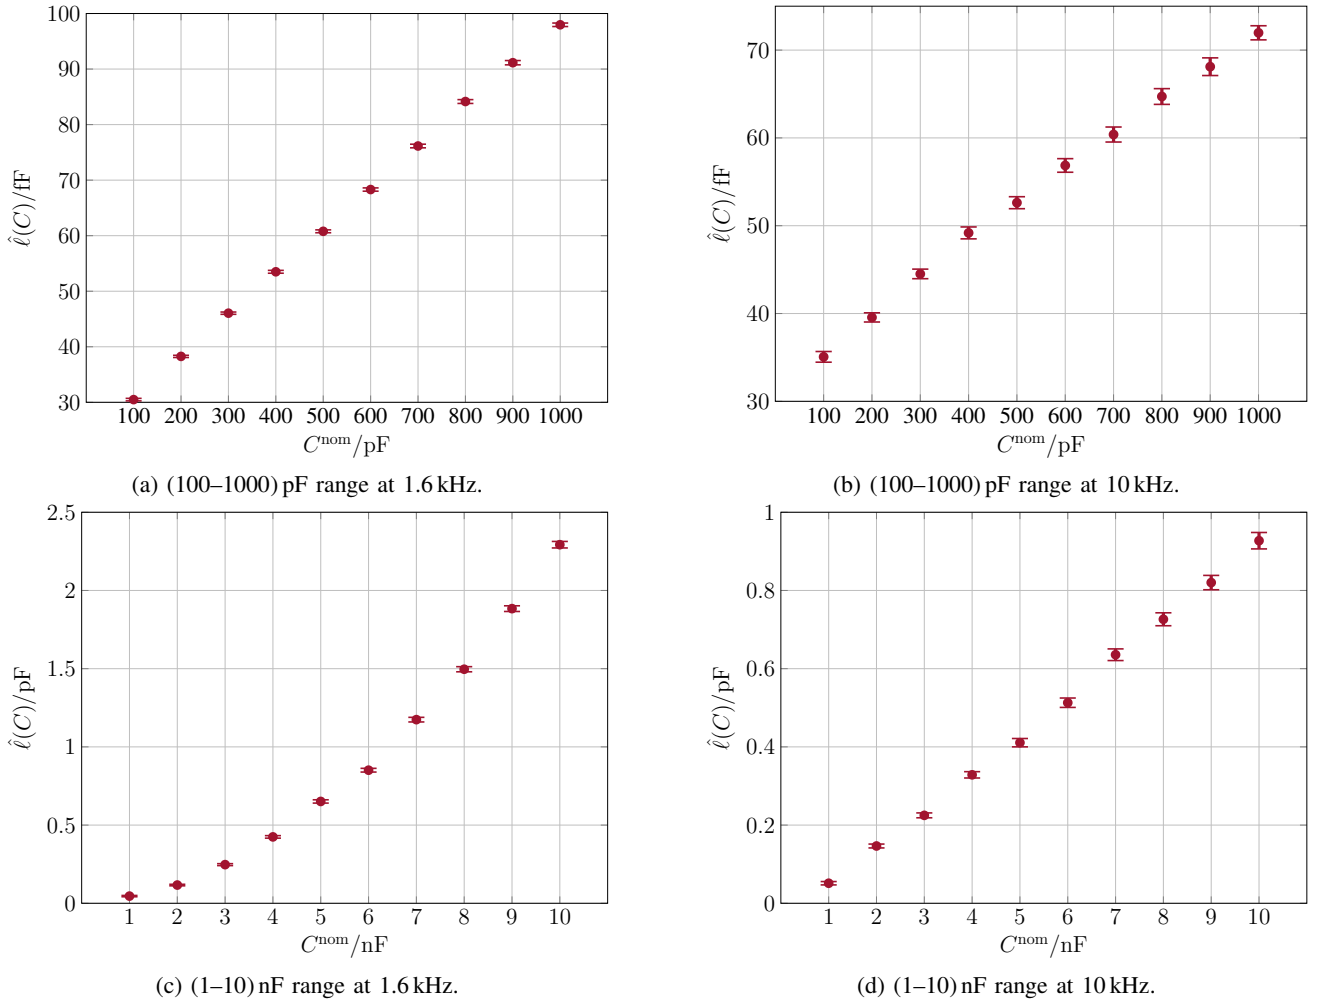 100
90
80
70
60
50
40
30
ℓ̂(C)/fF
100 200 300 400 500 600 700 800 900 1000
C^nom/pF
(a) (100–1000) pF range at 1.6 kHz.
70
60
50
40
30
ℓ̂(C)/fF
100 200 300 400 500 600 700 800 900 1000
C^nom/pF
(b) (100–1000) pF range at 10 kHz.
2.5
2
1.5
1
0.5
0
ℓ̂(C)/pF
1 2 3 4 5 6 7 8 9 10
C^nom/nF
(c) (1–10) nF range at 1.6 kHz.
1
0.8
0.6
0.4
0.2
0
ℓ̂(C)/pF
1 2 3 4 5 6 7 8 9 10
C^nom/nF
(d) (1–10) nF range at 10 kHz.